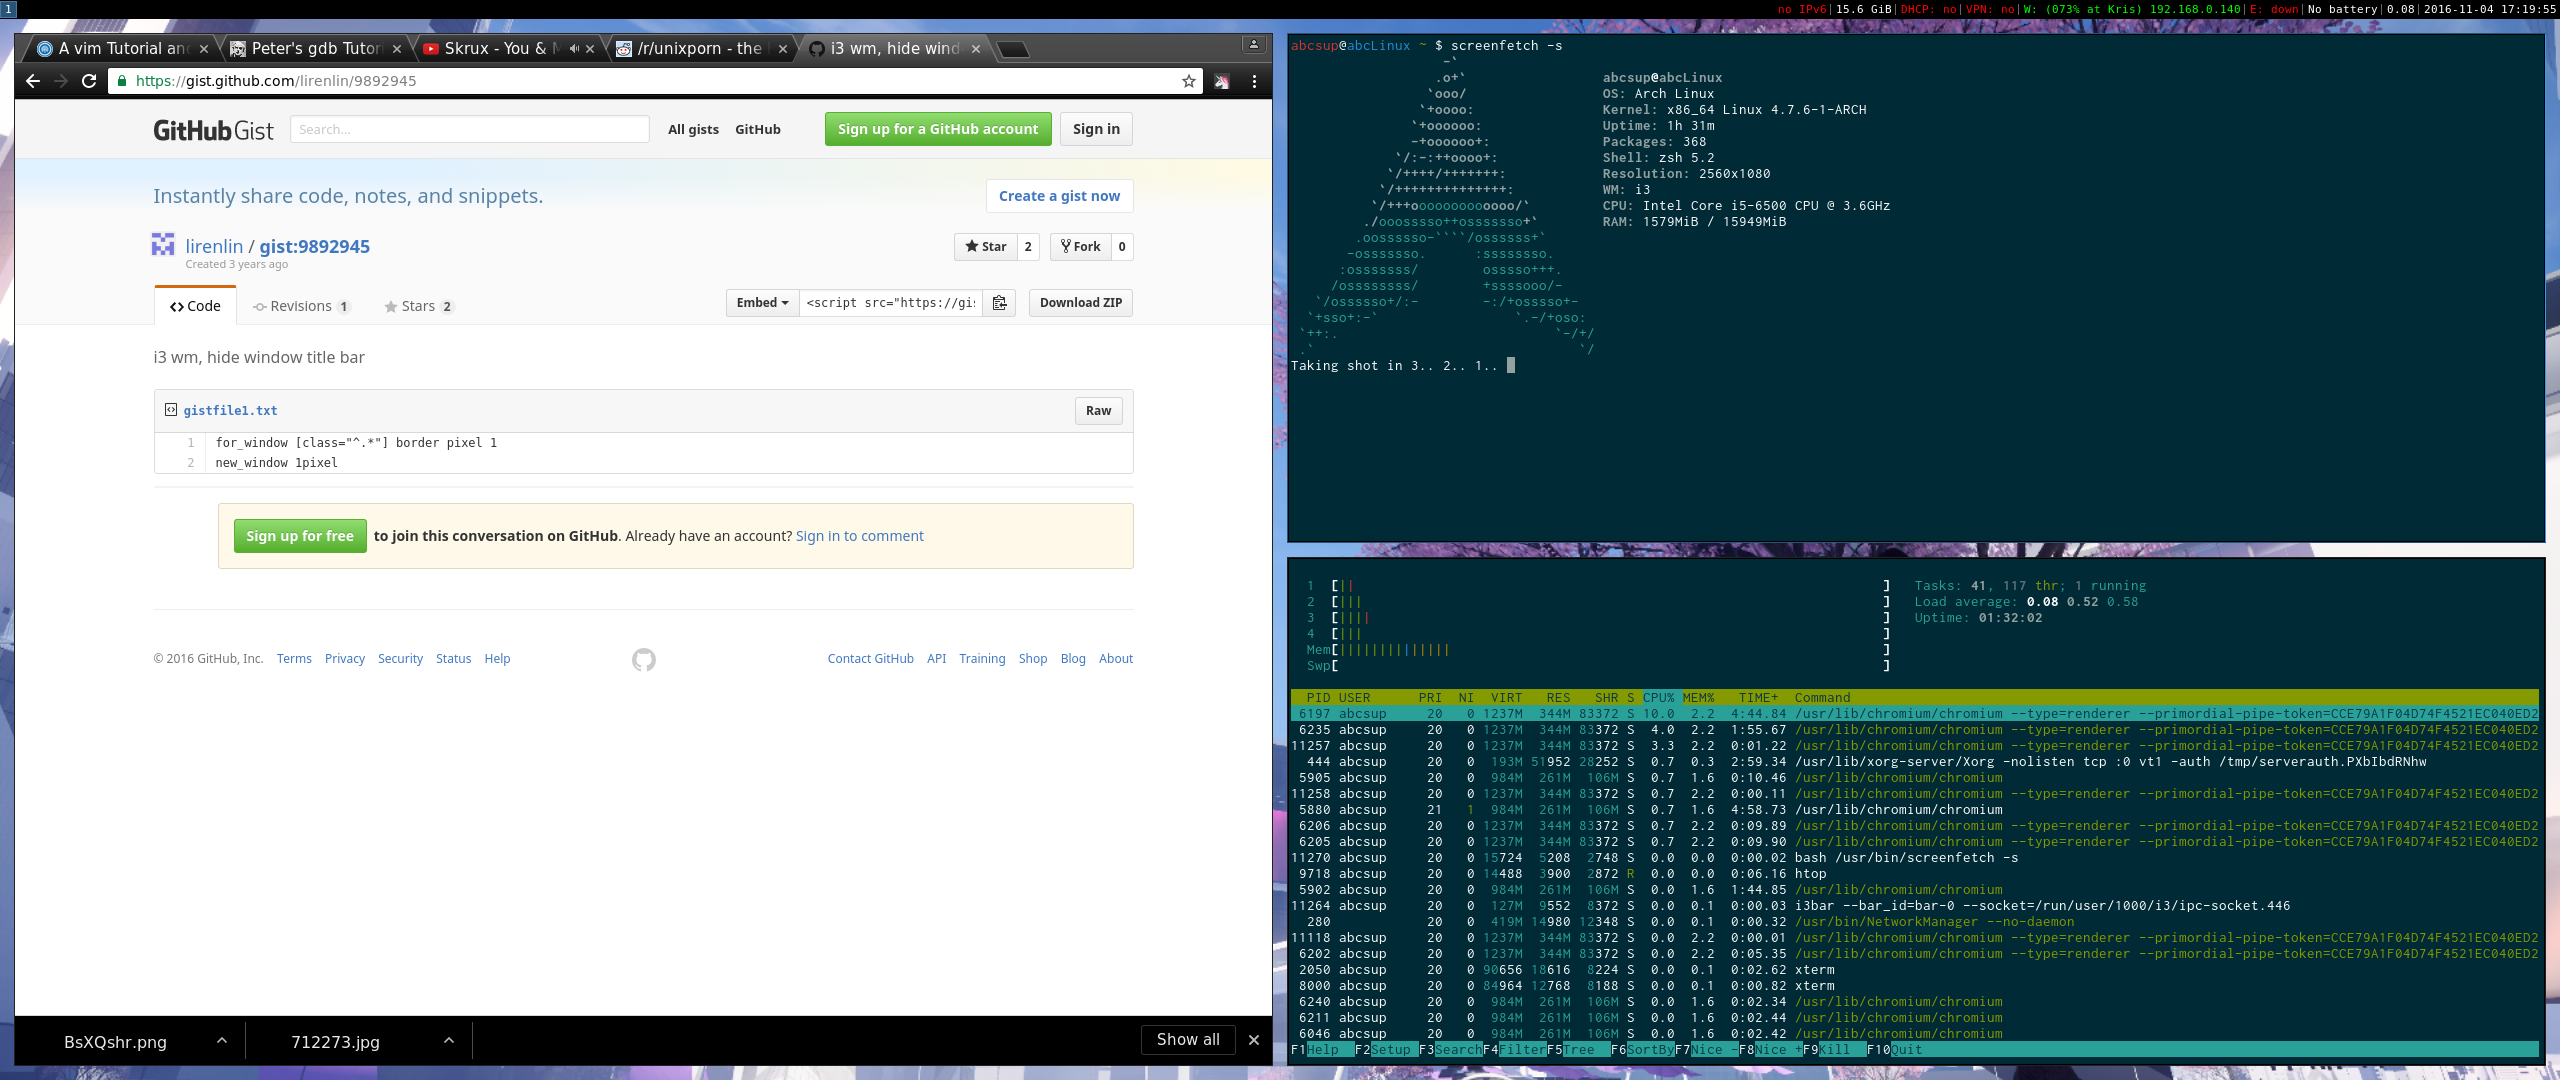 1
no IPv6|15.6 GiB|DHCP: no|VPN: no|W: (073% at Kris) 192.168.0.140|E: down|No battery|0.08|2016-11-04 17:19:55
A vim Tutorial an
Peter's gdb Tutor
Skrux - You & M
/r/unixporn - the
i3 wm, hide wind
https://gist.github.com/lirenlin/9892945
GitHub Gist
Search...
All gists
GitHub
Sign up for a GitHub account
Sign in
Instantly share code, notes, and snippets.
Create a gist now
lirenlin / gist:9892945
Created 3 years ago
Star 2
Fork 0
Code
Revisions 1
Stars 2
Embed
<script src="https://gis
Download ZIP
i3 wm, hide window title bar
gistfile1.txt
Raw
1 for_window [class="^.*"] border pixel 1
2 new_window 1pixel
Sign up for free to join this conversation on GitHub. Already have an account? Sign in to comment
© 2016 GitHub, Inc. Terms Privacy Security Status Help
Contact GitHub API Training Shop Blog About
BsXQshr.png
712273.jpg
Show all
abcsup@abcLinux ~ $ screenfetch -s
-`
.o+`
`ooo/
`+oooo:
`+oooooo:
-+oooooo+:
`/:-:++oooo+:
`/++++/+++++++:
`/++++++++++++++:
`/+++ooooooooooooo/`
./ooosssso++osssssso+`
.oossssso-````/ossssss+`
-osssssso. :ssssssso.
:osssssss/ osssso+++.
/ossssssss/ +ssssooo/-
`/ossssso+/:- -:/+osssso+-
`+sso+:-` `.-/+oso:
`++:. `-/+/
.` `/
abcsup@abcLinux
OS: Arch Linux
Kernel: x86_64 Linux 4.7.6-1-ARCH
Uptime: 1h 31m
Packages: 368
Shell: zsh 5.2
Resolution: 2560x1080
WM: i3
CPU: Intel Core i5-6500 CPU @ 3.6GHz
RAM: 1579MiB / 15949MiB
Taking shot in 3.. 2.. 1..
1 [|| ]
2 [||| ]
3 [|||| ]
4 [||| ]
Mem[|||||||||||||| ]
Swp[ ]
Tasks: 41, 117 thr; 1 running
Load average: 0.08 0.52 0.58
Uptime: 01:32:02
PID USER PRI NI VIRT RES SHR S CPU% MEM% TIME+ Command
6197 abcsup 20 0 1237M 344M 83372 S 10.0 2.2 4:44.84 /usr/lib/chromium/chromium --type=renderer --primordial-pipe-token=CCE79A1F04D74F4521EC040ED2
6235 abcsup 20 0 1237M 344M 83372 S 4.0 2.2 1:55.67 /usr/lib/chromium/chromium --type=renderer --primordial-pipe-token=CCE79A1F04D74F4521EC040ED2
11257 abcsup 20 0 1237M 344M 83372 S 3.3 2.2 0:01.22 /usr/lib/chromium/chromium --type=renderer --primordial-pipe-token=CCE79A1F04D74F4521EC040ED2
444 abcsup 20 0 193M 51952 28252 S 0.7 0.3 2:59.34 /usr/lib/xorg-server/Xorg -nolisten tcp :0 vt1 -auth /tmp/serverauth.PXbIbdRNhw
5905 abcsup 20 0 984M 261M 106M S 0.7 1.6 0:10.46 /usr/lib/chromium/chromium
11258 abcsup 20 0 1237M 344M 83372 S 0.7 2.2 0:00.11 /usr/lib/chromium/chromium --type=renderer --primordial-pipe-token=CCE79A1F04D74F4521EC040ED2
5880 abcsup 21 1 984M 261M 106M S 0.7 1.6 4:58.73 /usr/lib/chromium/chromium
6206 abcsup 20 0 1237M 344M 83372 S 0.7 2.2 0:09.89 /usr/lib/chromium/chromium --type=renderer --primordial-pipe-token=CCE79A1F04D74F4521EC040ED2
6205 abcsup 20 0 1237M 344M 83372 S 0.7 2.2 0:09.90 /usr/lib/chromium/chromium --type=renderer --primordial-pipe-token=CCE79A1F04D74F4521EC040ED2
11270 abcsup 20 0 15724 5208 2748 S 0.0 0.0 0:00.02 bash /usr/bin/screenfetch -s
9718 abcsup 20 0 14488 3900 2872 R 0.0 0.0 0:06.16 htop
5902 abcsup 20 0 984M 261M 106M S 0.0 1.6 1:44.85 /usr/lib/chromium/chromium
11264 abcsup 20 0 127M 9552 8372 S 0.0 0.1 0:00.03 i3bar --bar_id=bar-0 --socket=/run/user/1000/i3/ipc-socket.446
280 20 0 419M 14980 12348 S 0.0 0.1 0:00.32 /usr/bin/NetworkManager --no-daemon
11118 abcsup 20 0 1237M 344M 83372 S 0.0 2.2 0:00.01 /usr/lib/chromium/chromium --type=renderer --primordial-pipe-token=CCE79A1F04D74F4521EC040ED2
6202 abcsup 20 0 1237M 344M 83372 S 0.0 2.2 0:05.35 /usr/lib/chromium/chromium --type=renderer --primordial-pipe-token=CCE79A1F04D74F4521EC040ED2
2050 abcsup 20 0 90656 18616 8224 S 0.0 0.1 0:02.62 xterm
8000 abcsup 20 0 84964 12768 8188 S 0.0 0.1 0:00.82 xterm
6240 abcsup 20 0 984M 261M 106M S 0.0 1.6 0:02.34 /usr/lib/chromium/chromium
6211 abcsup 20 0 984M 261M 106M S 0.0 1.6 0:02.44 /usr/lib/chromium/chromium
6046 abcsup 20 0 984M 261M 106M S 0.0 1.6 0:02.42 /usr/lib/chromium/chromium
F1Help F2Setup F3SearchF4FilterF5Tree F6SortByF7Nice -F8Nice +F9Kill F10Quit